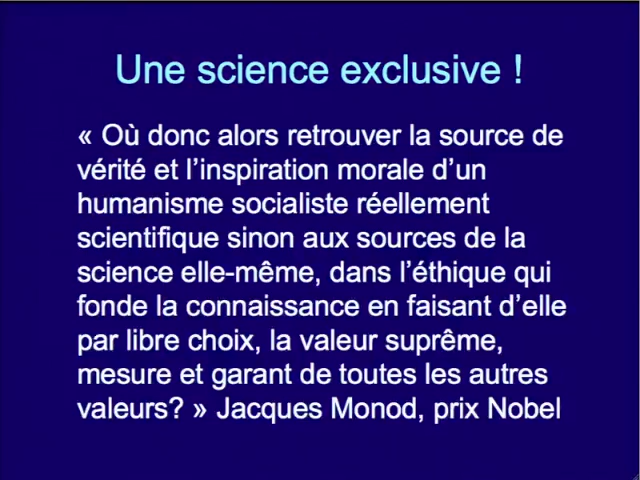 Une science exclusive !
« Où donc alors retrouver la source de
vérité et l’inspiration morale d’un
humanisme socialiste réellement
scientifique sinon aux sources de la
science elle-même, dans l’éthique qui
fonde la connaissance en faisant d’elle
par libre choix, la valeur suprême,
mesure et garant de toutes les autres
valeurs? » Jacques Monod, prix Nobel